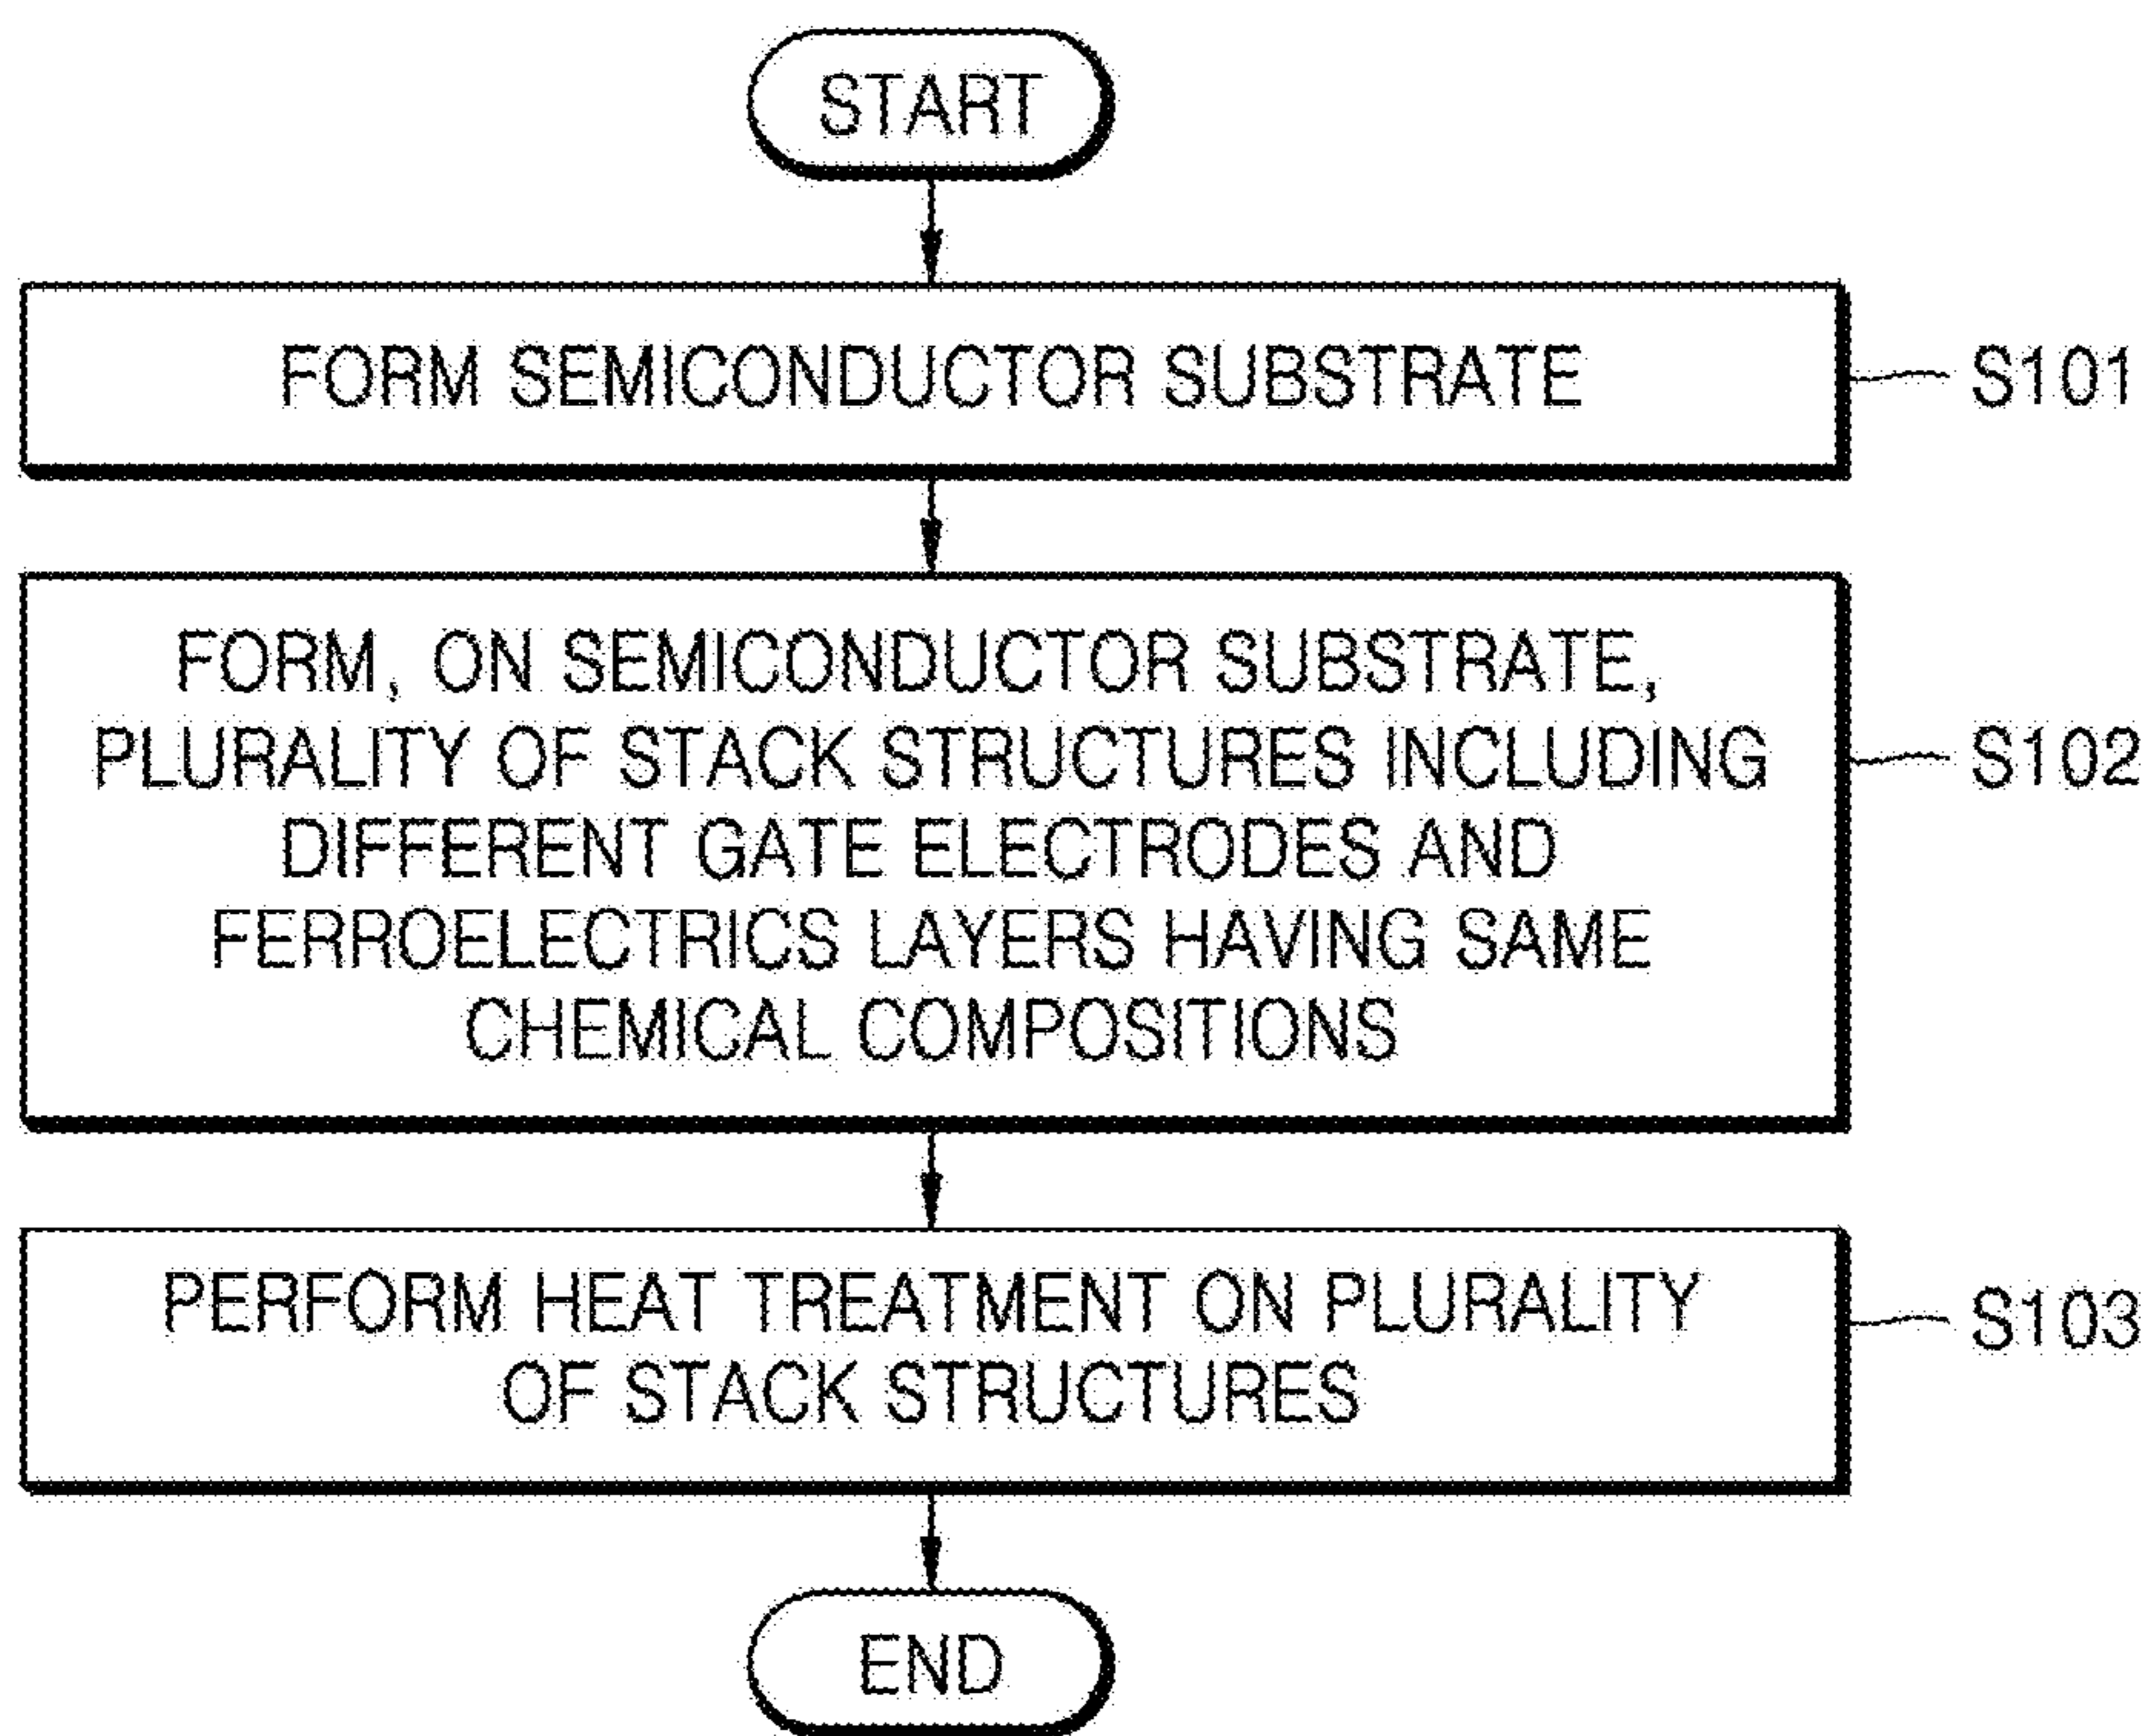 START
FORM SEMICONDUCTOR SUBSTRATE
S101
FORM, ON SEMICONDUCTOR SUBSTRATE,
PLURALITY OF STACK STRUCTURES INCLUDING
DIFFERENT GATE ELECTRODES AND
FERROELECTRICS LAYERS HAVING SAME
CHEMICAL COMPOSITIONS
S102
PERFORM HEAT TREATMENT ON PLURALITY
OF STACK STRUCTURES
S103
END